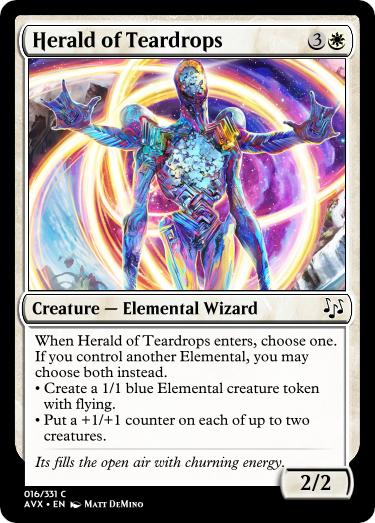 Herald of Teardrops 3
Creature — Elemental Wizard
When Herald of Teardrops enters, choose one.
If you control another Elemental, you may
choose both instead.
• Create a 1/1 blue Elemental creature token
with flying.
• Put a +1/+1 counter on each of up to two
creatures.
Its fills the open air with churning energy.
2/2
016/331 C
AVX • EN Matt DeMino